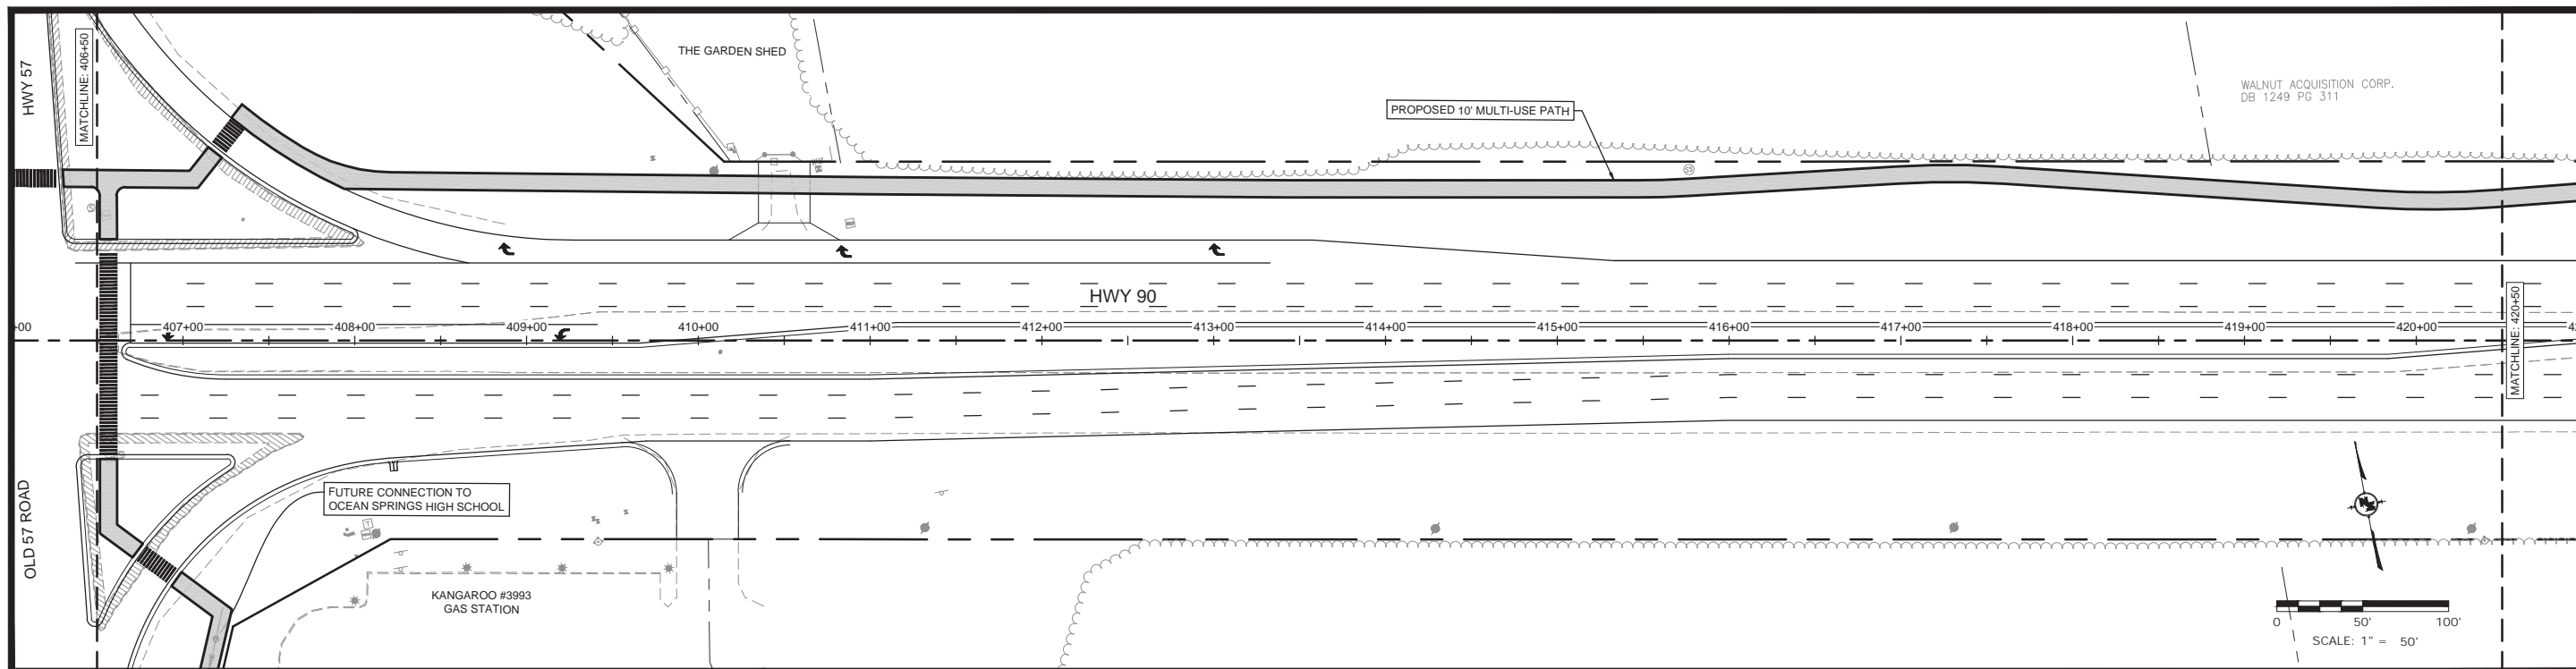 HWY 57
MATCHLINE: 406+50
THE GARDEN SHED
PROPOSED 10' MULTI-USE PATH
WALNUT ACQUISITION CORP.
DB 1249 PG 311
HWY 90
+00
407+00
408+00
409+00
410+00
411+00
412+00
413+00
414+00
415+00
416+00
417+00
418+00
419+00
420+00
MATCHLINE: 420+50
OLD 57 ROAD
FUTURE CONNECTION TO
OCEAN SPRINGS HIGH SCHOOL
KANGAROO #3993
GAS STATION
0 50' 100'
SCALE: 1" = 50'